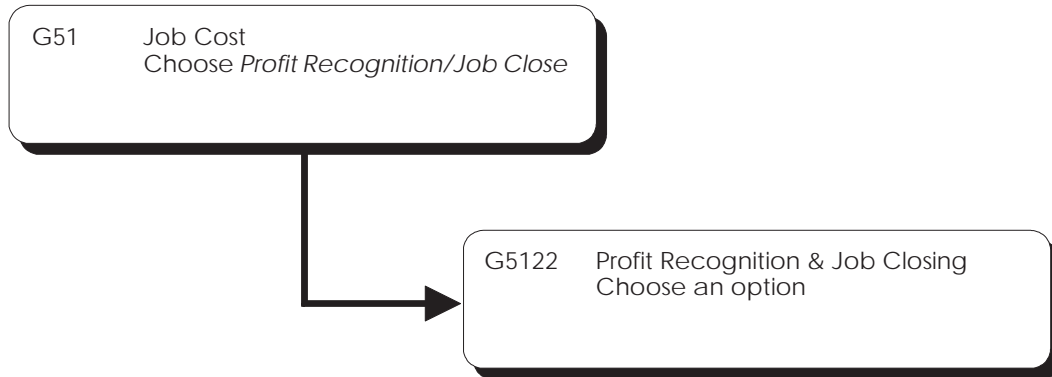 G51 Job Cost
Choose Profit Recognition/Job Close
G5122 Profit Recognition & Job Closing
Choose an option